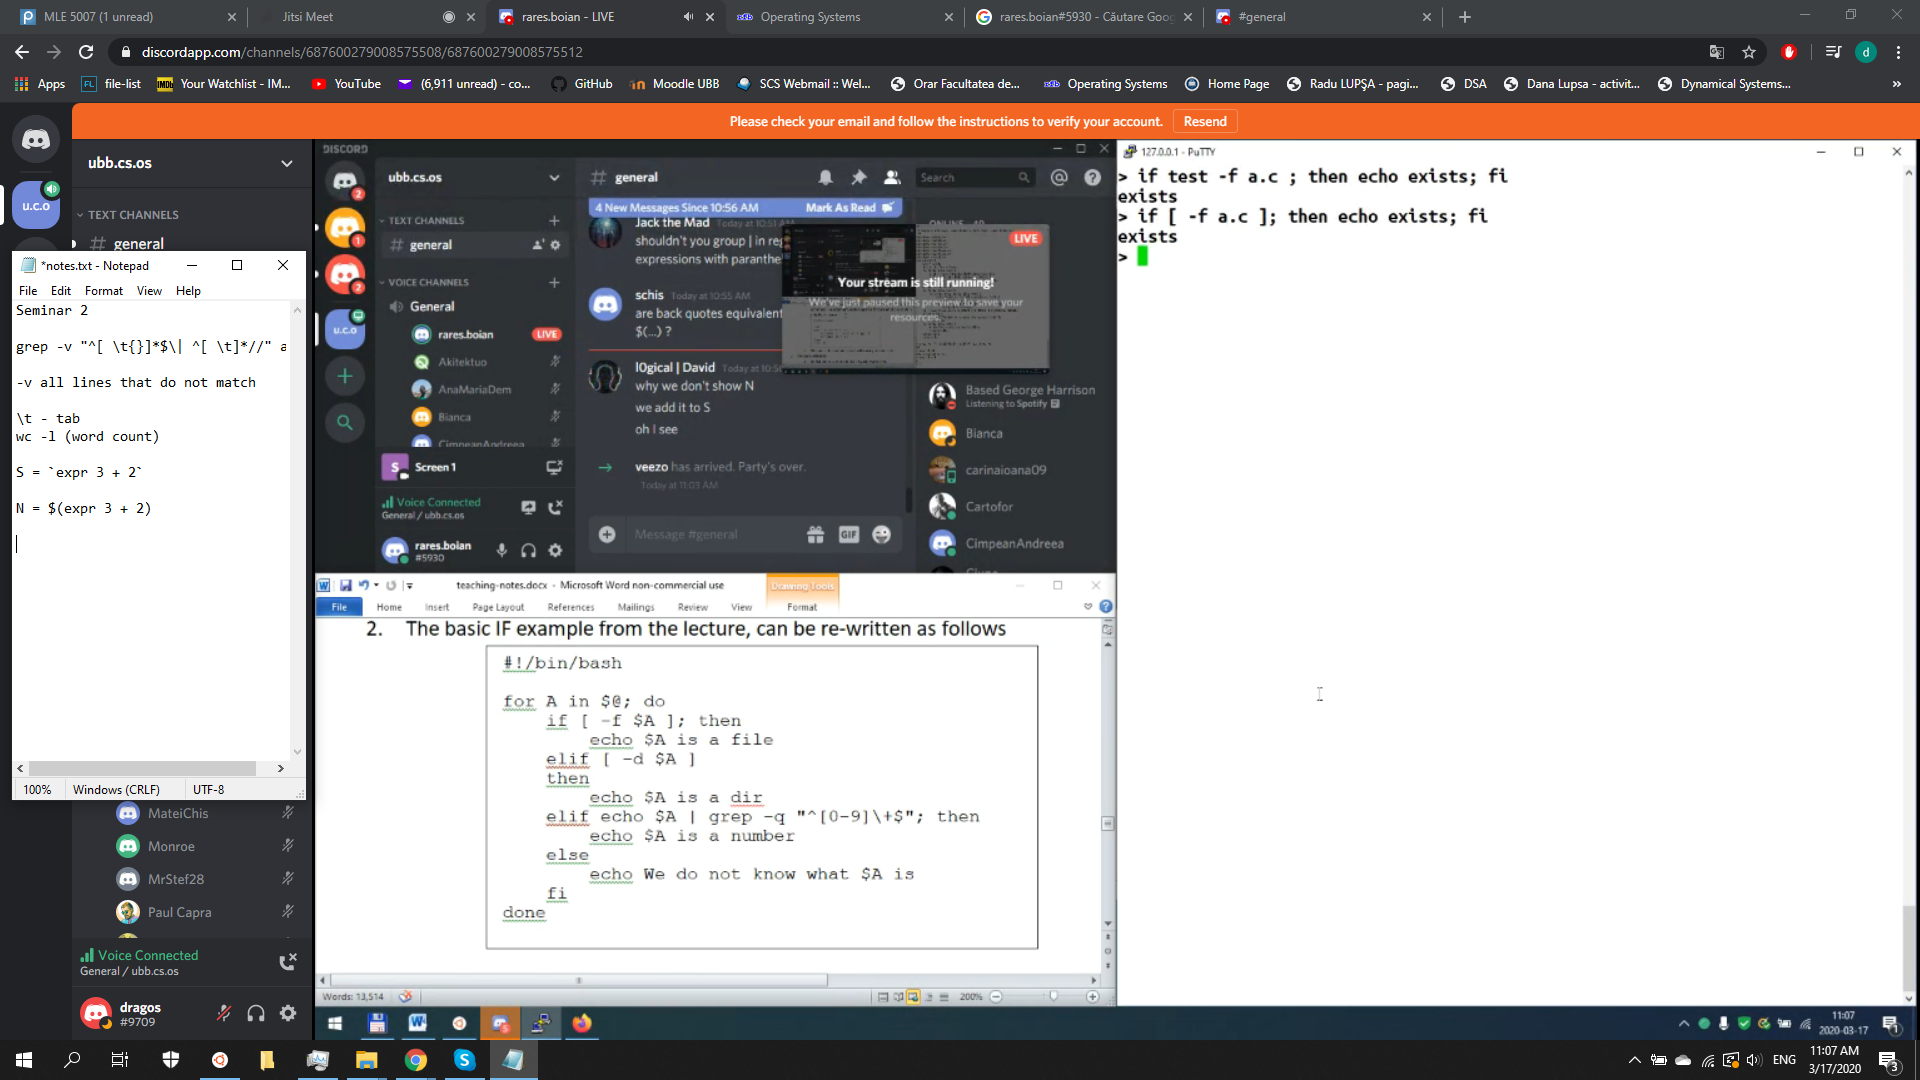 MLE 5007 (1 unread)
Jitsi Meet
rares.boian - LIVE
Operating Systems
rares.boian#5930 - Căutare Goog
#general
discordapp.com/channels/687600279008575508/687600279008575512
Apps
file-list
Your Watchlist - IM...
YouTube
(6,911 unread) - co...
GitHub
Moodle UBB
SCS Webmail :: Wel...
Orar Facultatea de...
Operating Systems
Home Page
Radu LUPŞA - pagi...
DSA
Dana Lupsa - activit...
Dynamical Systems...
Please check your email and follow the instructions to verify your account.
Resend
ubb.cs.os
u.c.o
TEXT CHANNELS
# general
*notes.txt - Notepad
File Edit Format View Help
Seminar 2
grep -v "^[ \t{}]*$\| ^[ \t]*//" a
-v all lines that do not match
\t - tab
wc -l (word count)
S = `expr 3 + 2`
N = $(expr 3 + 2)
100%
Windows (CRLF)
UTF-8
MateiChis
Monroe
MrStef28
Paul Capra
Voice Connected
General / ubb.cs.os
dragos
#9709
DISCORD
ubb.cs.os
TEXT CHANNELS
# general
VOICE CHANNELS
General
rares.boian
LIVE
Akitektuo
AnaMariaDem
Bianca
CimpeanAndreea
Screen 1
Voice Connected
General / ubb.cs.os
rares.boian
#5930
# general
Search
4 New Messages Since 10:56 AM
Mark As Read
Jack the Mad Today at 10:51 AM
shouldn't you group | in reg
expressions with paranthe
schis Today at 10:55 AM
are back quotes equivalent
$(...) ?
l0gical | David Today at 10:5
why we don't show N
we add it to S
oh I see
veezo has arrived. Party's over.
Today at 11:03 AM
Message #general
GIF
LIVE
Your stream is still running!
We've just paused this preview to save your
resources.
Based George Harrison
Listening to Spotify
Bianca
carinaioana09
Cartofor
CimpeanAndreea
teaching-notes.docx - Microsoft Word non-commercial use
Drawing Tools
File Home Insert Page Layout References Mailings Review View Format
2. The basic IF example from the lecture, can be re-written as follows
#!/bin/bash
for A in $@; do
if [ -f $A ]; then
echo $A is a file
elif [ -d $A ]
then
echo $A is a dir
elif echo $A | grep -q "^[0-9]\+$"; then
echo $A is a number
else
echo We do not know what $A is
fi
done
Words: 13,514
200%
127.0.0.1 - PuTTY
> if test -f a.c ; then echo exists; fi
exists
> if [ -f a.c ]; then echo exists; fi
exists
>
11:07
2020-03-17
ENG
11:07 AM
3/17/2020